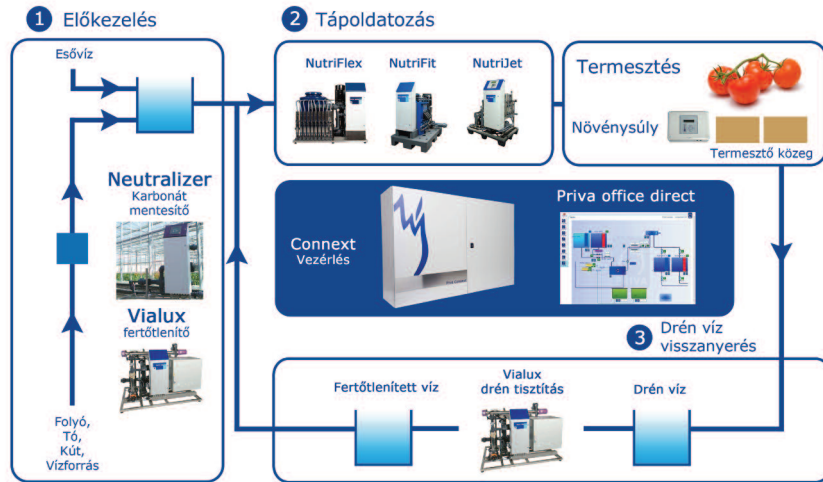 1 Előkezelés
Esővíz
Neutralizer
Karbonát
mentesítő
Vialux
fertőtlenítő
Folyó,
Tó,
Kút,
Vízforrás
2 Tápoldatozás
NutriFlex
NutriFit
NutriJet
Termesztés
Növénysúly
Termesztő közeg
Connext
Vezérlés
Priva office direct
3 Drén víz
visszanyerés
Fertőtlenített víz
Vialux
drén tisztítás
Drén víz